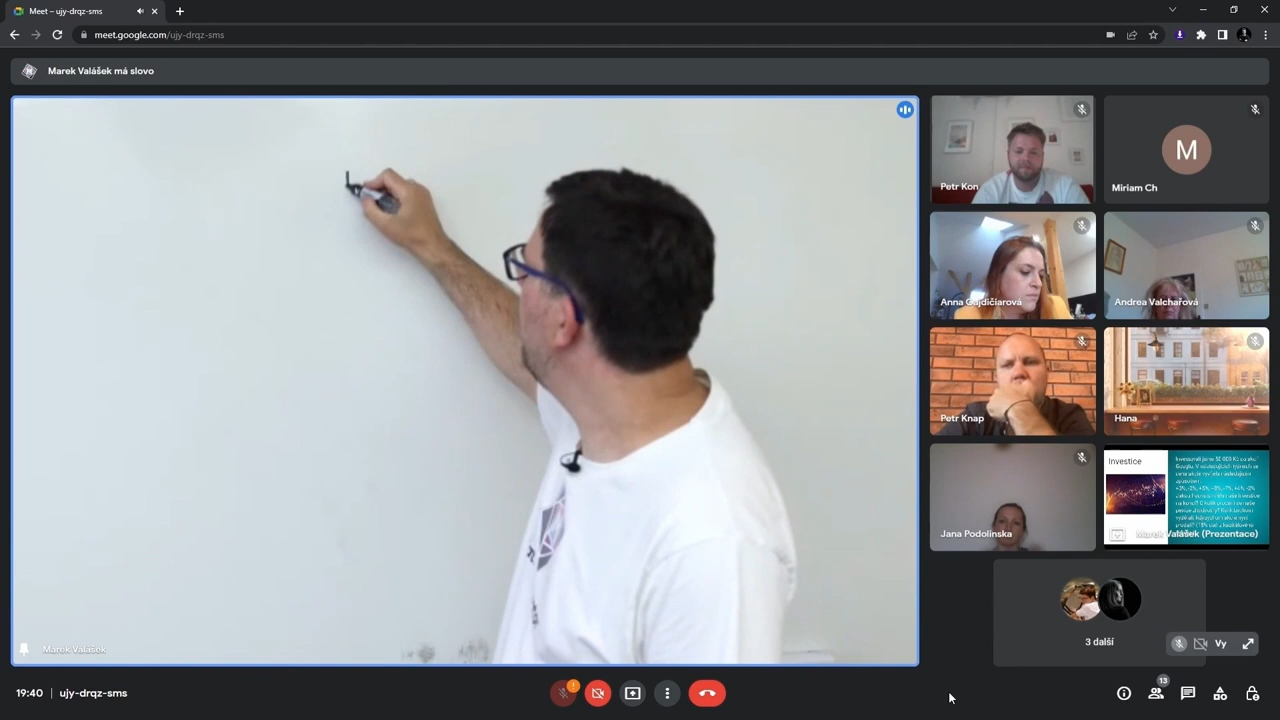 Meet – ujy-drqz-sms
meet.google.com/ujy-drqz-sms
Marek Valášek má slovo
Petr Kon
M
Miriam Ch
Anna Gajdičiarová
Andrea Valchařová
Petr Knap
Hana
Jana Podolinska
Investice
Marek Valášek (Prezentace)
3 další
Vy
Marek Valášek
19:40 | ujy-drqz-sms
13